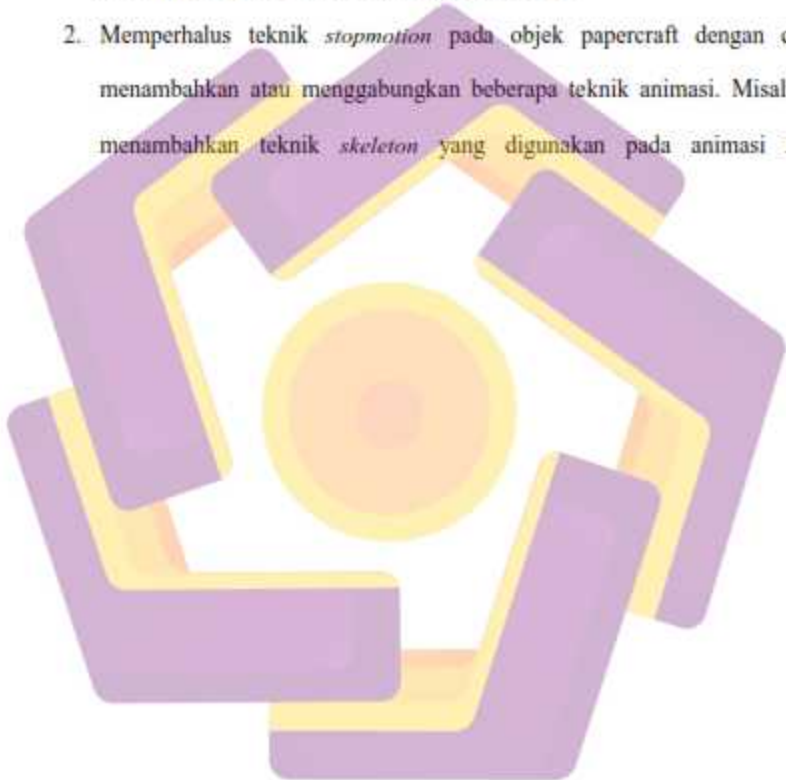 2. Memperhalus teknik stopmotion pada objek papercraft dengan
menambahkan atau menggabungkan beberapa teknik animasi. Misal
menambahkan teknik skeleton yang digunakan pada animasi